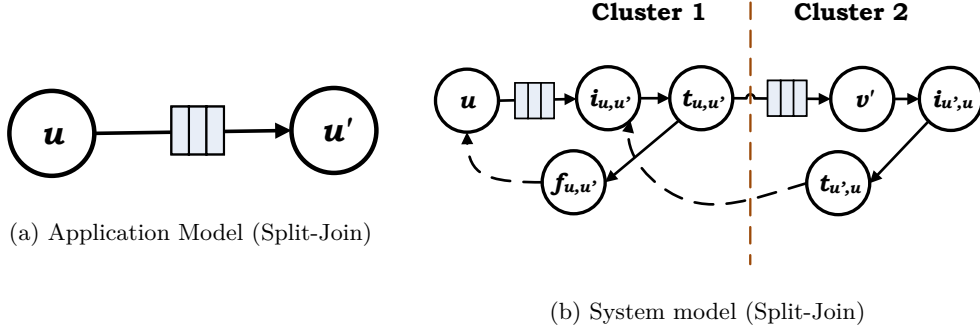 Cluster 1
Cluster 2
u
u'
u
i_{u,u'}
t_{u,u'}
v'
i_{u',u}
f_{u,u'}
t_{u',u}
(a) Application Model (Split-Join)
(b) System model (Split-Join)